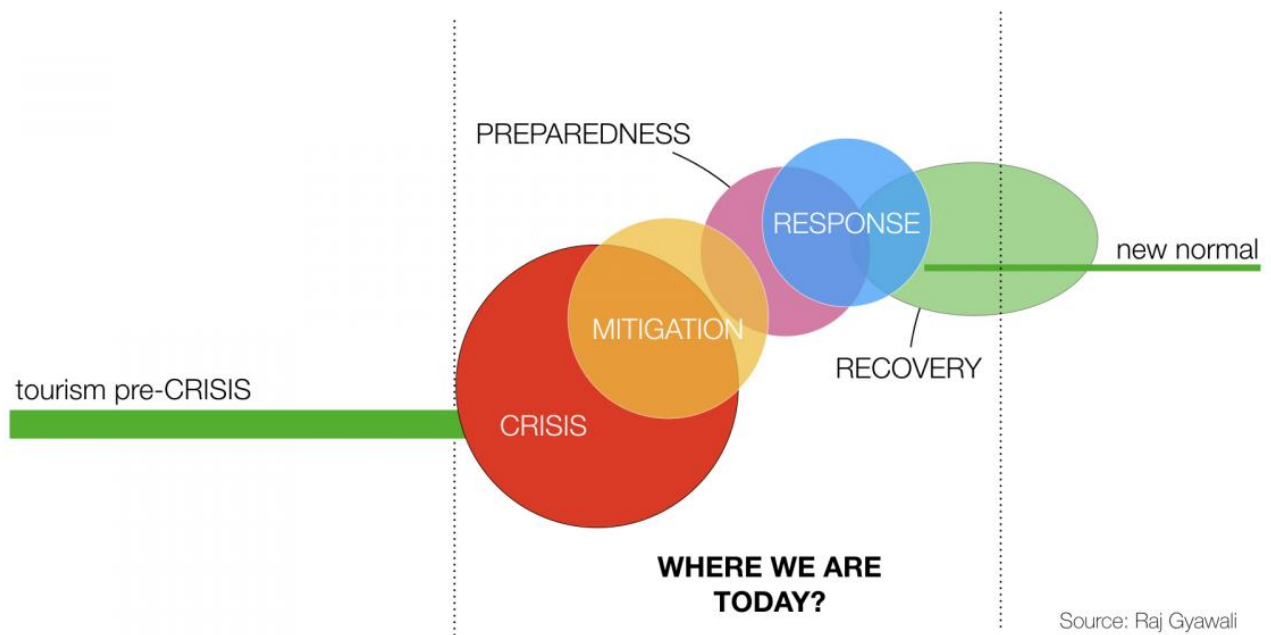 PREPAREDNESS
RESPONSE
new normal
MITIGATION
RECOVERY
tourism pre-CRISIS
CRISIS
WHERE WE ARE
TODAY?
Source: Raj Gyawali